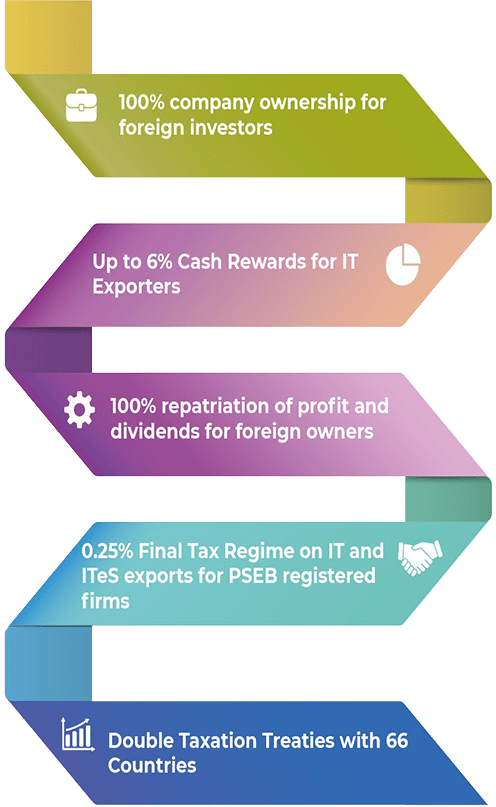 100% company ownership for
foreign investors
Up to 6% Cash Rewards for IT
Exporters
100% repatriation of profit and
dividends for foreign owners
0.25% Final Tax Regime on IT and
ITeS exports for PSEB registered
firms
Double Taxation Treaties with 66
Countries